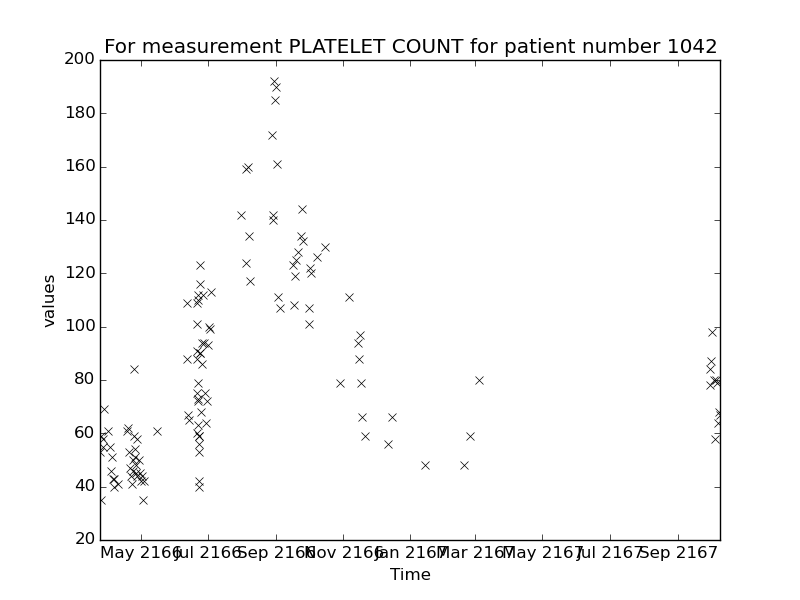 For measurement PLATELET COUNT for patient number 1042
200
180
160
140
120
100
80
60
40
20
values
May 2166 Jul 2166 Sep 2166 Nov 2166 Jan 2167 Mar 2167 May 2167 Jul 2167 Sep 2167
Time